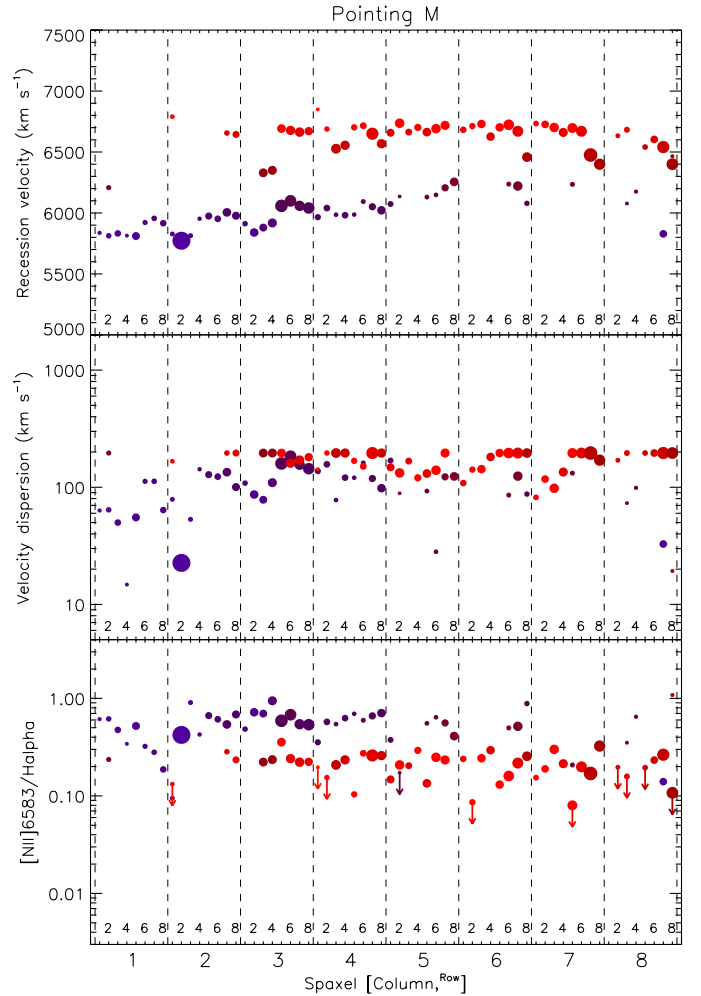 Pointing M
7500
7000
6500
6000
5500
5000
Recession velocity (km s⁻¹)
2 4 6 8 2 4 6 8 2 4 6 8 2 4 6 8 2 4 6 8 2 4 6 8 2 4 6 8 2 4 6 8
1000
100
10
Velocity dispersion (km s⁻¹)
2 4 6 8 2 4 6 8 2 4 6 8 2 4 6 8 2 4 6 8 2 4 6 8 2 4 6 8 2 4 6 8
1.00
0.10
0.01
[NII]6583/Halpha
2 4 6 8 2 4 6 8 2 4 6 8 2 4 6 8 2 4 6 8 2 4 6 8 2 4 6 8 2 4 6 8
1 2 3 4 5 6 7 8
Spaxel [Column,Row]